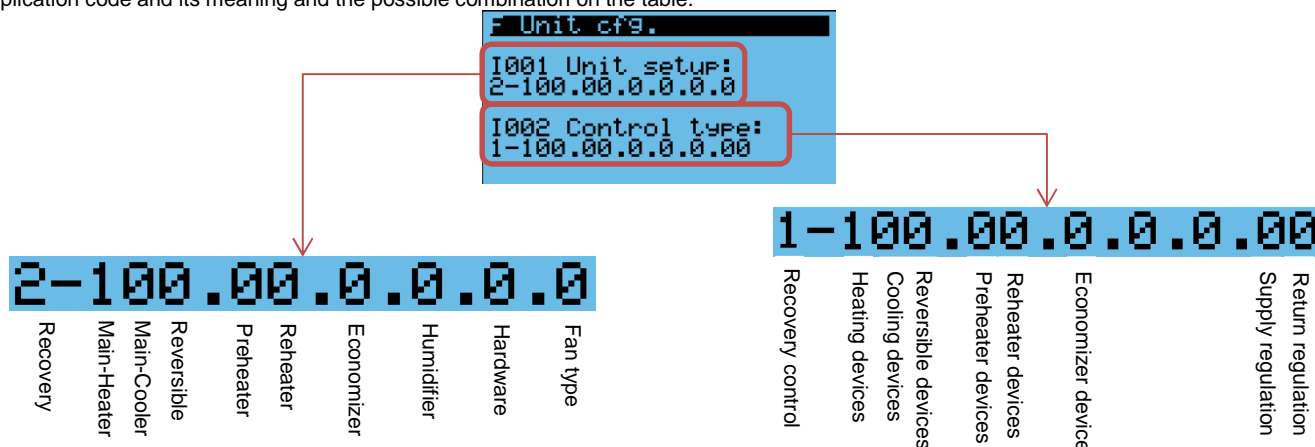 plication code and its meaning and the possible combination on the table.
F Unit cfg.
I001 Unit setup:
2-100.00.0.0.0.0
I002 Control type:
1-100.00.0.0.0.00
2-100.00.0.0.0.0
Recovery
Main-Heater
Main-Cooler
Reversible
Preheater
Reheater
Economizer
Humidifier
Hardware
Fan type
1-100.00.0.0.0.00
Recovery control
Heating devices
Cooling devices
Reversible devices
Preheater devices
Reheater devices
Economizer device
Supply regulation
Return regulation